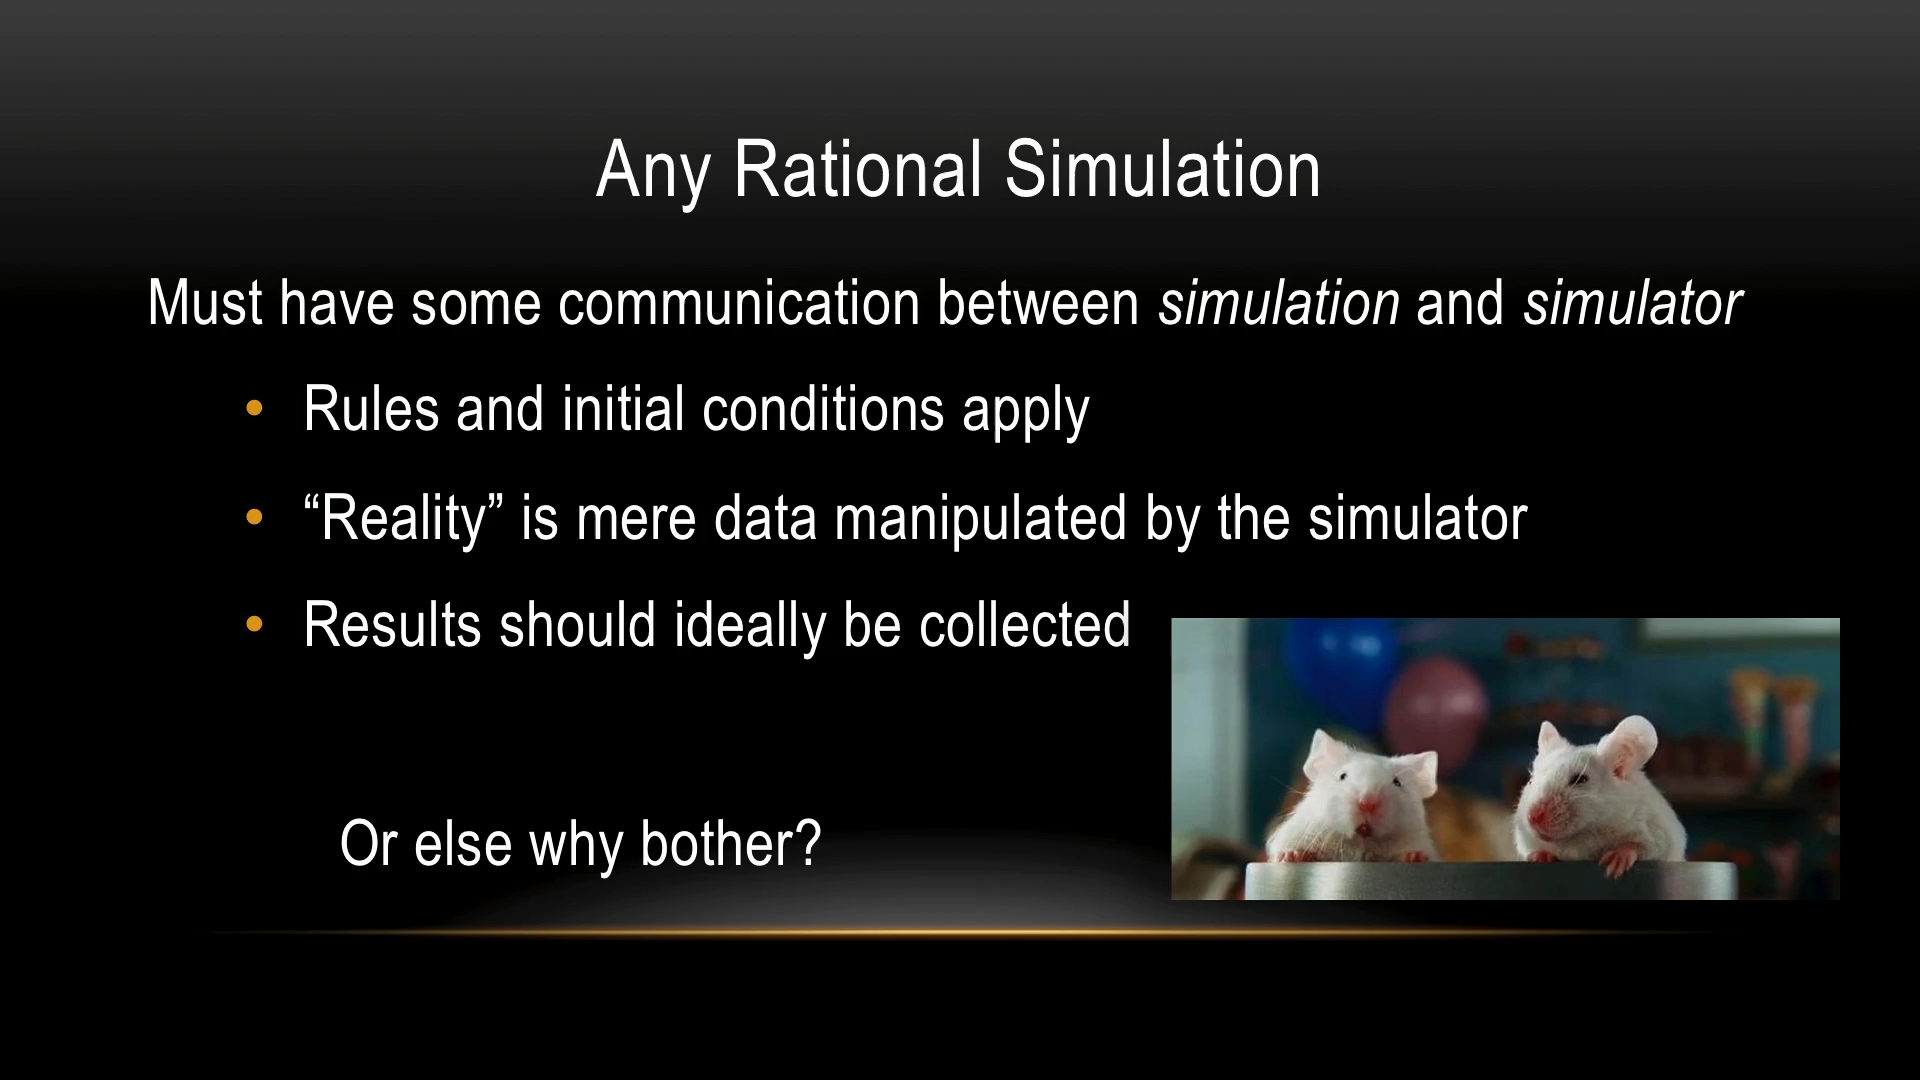 Any Rational Simulation
Must have some communication between simulation and simulator
• Rules and initial conditions apply
• “Reality” is mere data manipulated by the simulator
• Results should ideally be collected
Or else why bother?